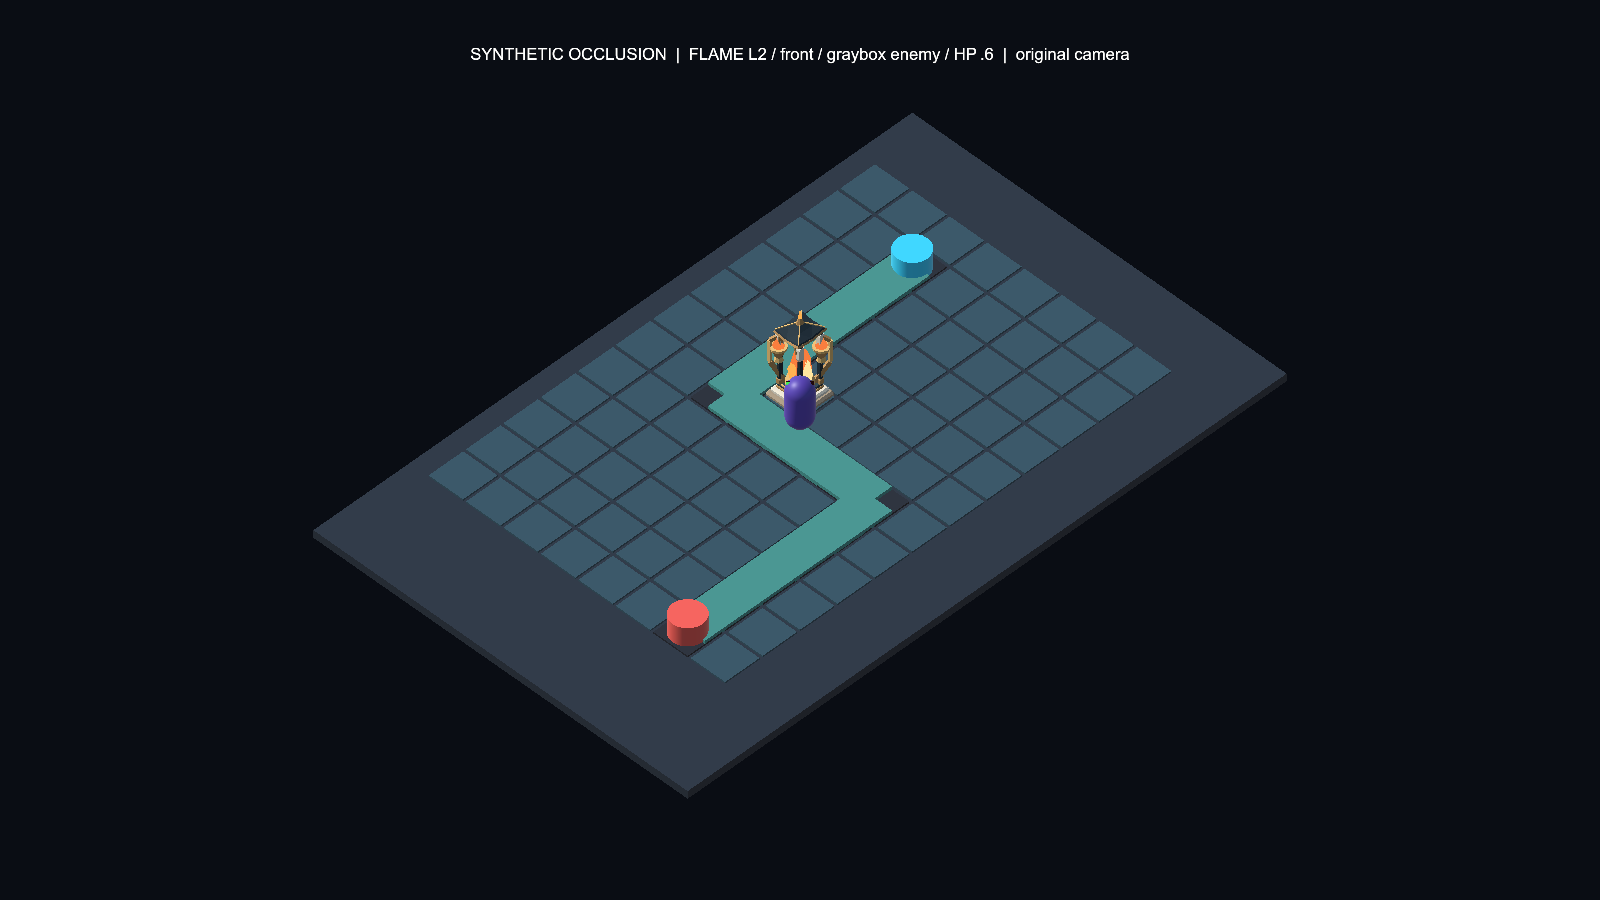 SYNTHETIC OCCLUSION | FLAME L2 / front / graybox enemy / HP .6 | original camera